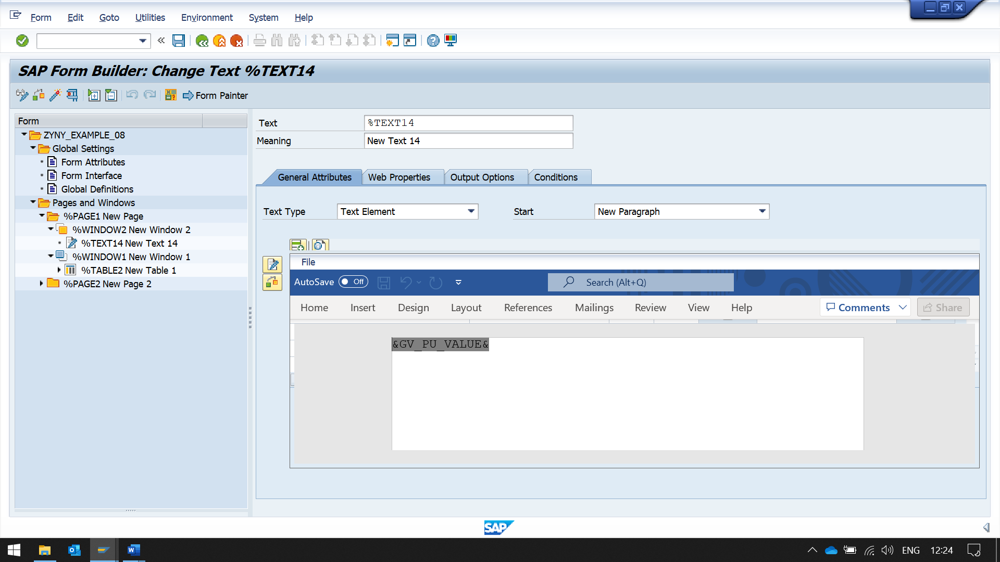 Form Edit Goto Utilities Environment System Help
SAP Form Builder: Change Text %TEXT14
Form Painter
Form
ZYNY_EXAMPLE_08
Global Settings
Form Attributes
Form Interface
Global Definitions
Pages and Windows
%PAGE1 New Page
%WINDOW2 New Window 2
%TEXT14 New Text 14
%WINDOW1 New Window 1
%TABLE2 New Table 1
%PAGE2 New Page 2
Text %TEXT14
Meaning New Text 14
General Attributes Web Properties Output Options Conditions
Text Type Text Element Start New Paragraph
File
AutoSave Off Search (Alt+Q)
Home Insert Design Layout References Mailings Review View Help Comments Share
&GV_PU_VALUE&
SAP
ENG 12:24